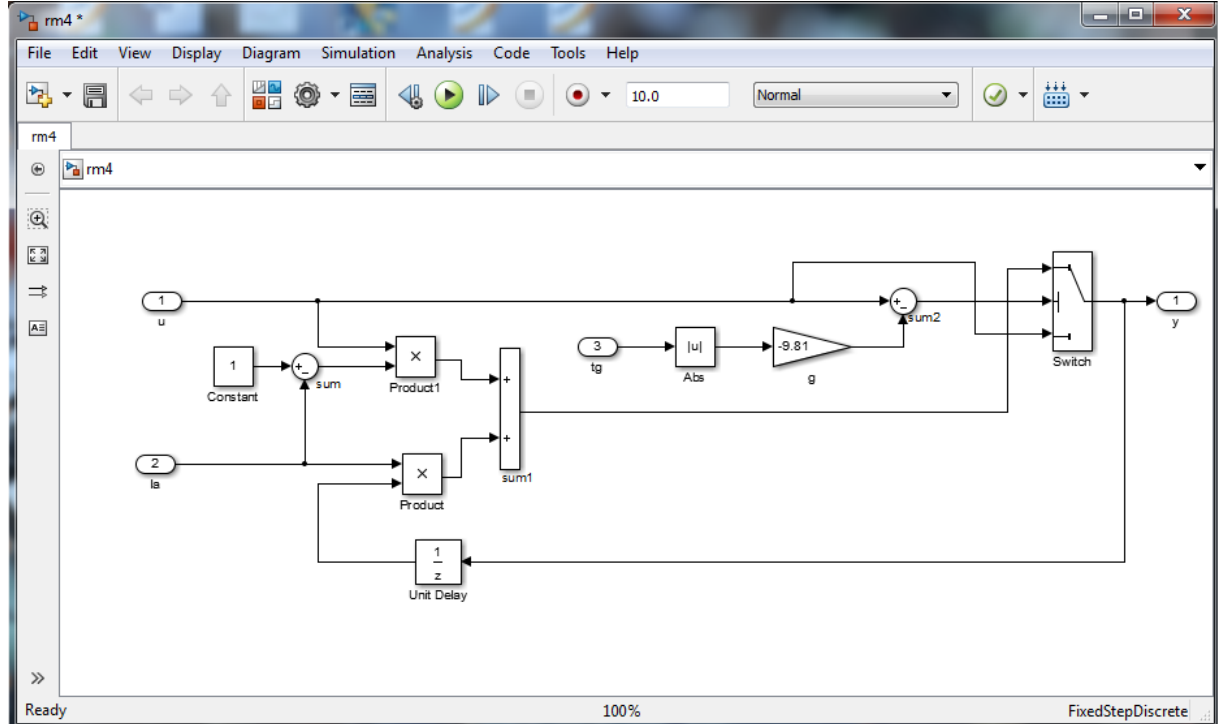 rm4 *
File Edit View Display Diagram Simulation Analysis Code Tools Help
10.0 Normal
rm4
rm4
1
u
1
Constant
+
-
sum
×
Product1
2
la
×
Product
+
+
sum1
1
z
Unit Delay
3
tg
|u|
Abs
-9.81
g
+
-
sum2
Switch
1
y
Ready 100% FixedStepDiscrete